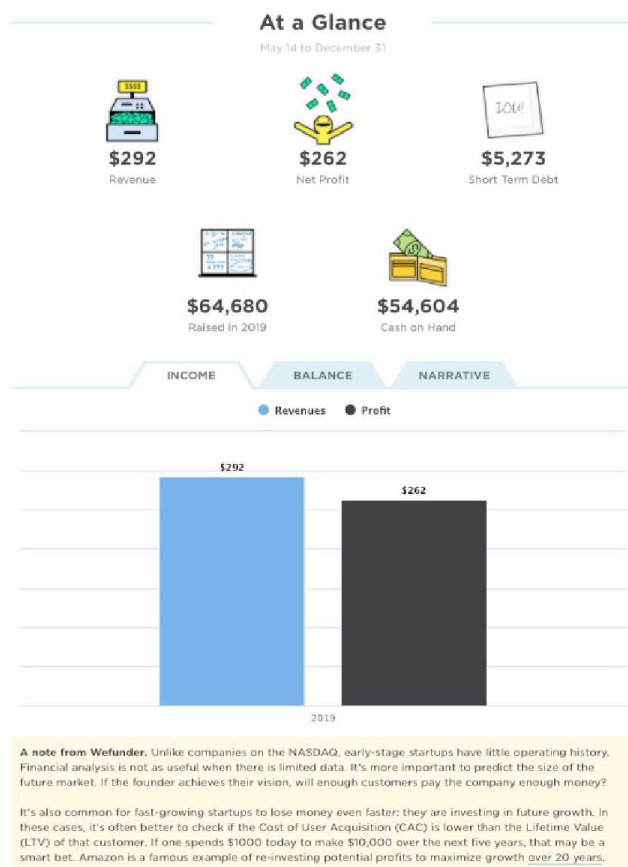 At a Glance
May 14 to December 31
$$$$
IOU!
$292
$262
$5,273
Revenue
Net Profit
Short Term Debt
$64,680
$54,604
Raised in 2019
Cash on Hand
INCOME
BALANCE
NARRATIVE
Revenues
Profit
$292
$262
2019
A note from Wefunder. Unlike companies on the NASDAQ, early-stage startups have little operating history.
Financial analysis is not as useful when there is limited data. It's more important to predict the size of the
future market. If the founder achieves their vision, will enough customers pay the company enough money?
It's also common for fast-growing startups to lose money even faster: they are investing in future growth. In
these cases, it's often better to check if the Cost of User Acquisition (CAC) is lower than the Lifetime Value
(LTV) of that customer. If one spends $1000 today to make $10,000 over the next five years, that may be a
smart bet. Amazon is a famous example of re-investing potential profits to maximize growth over 20 years.